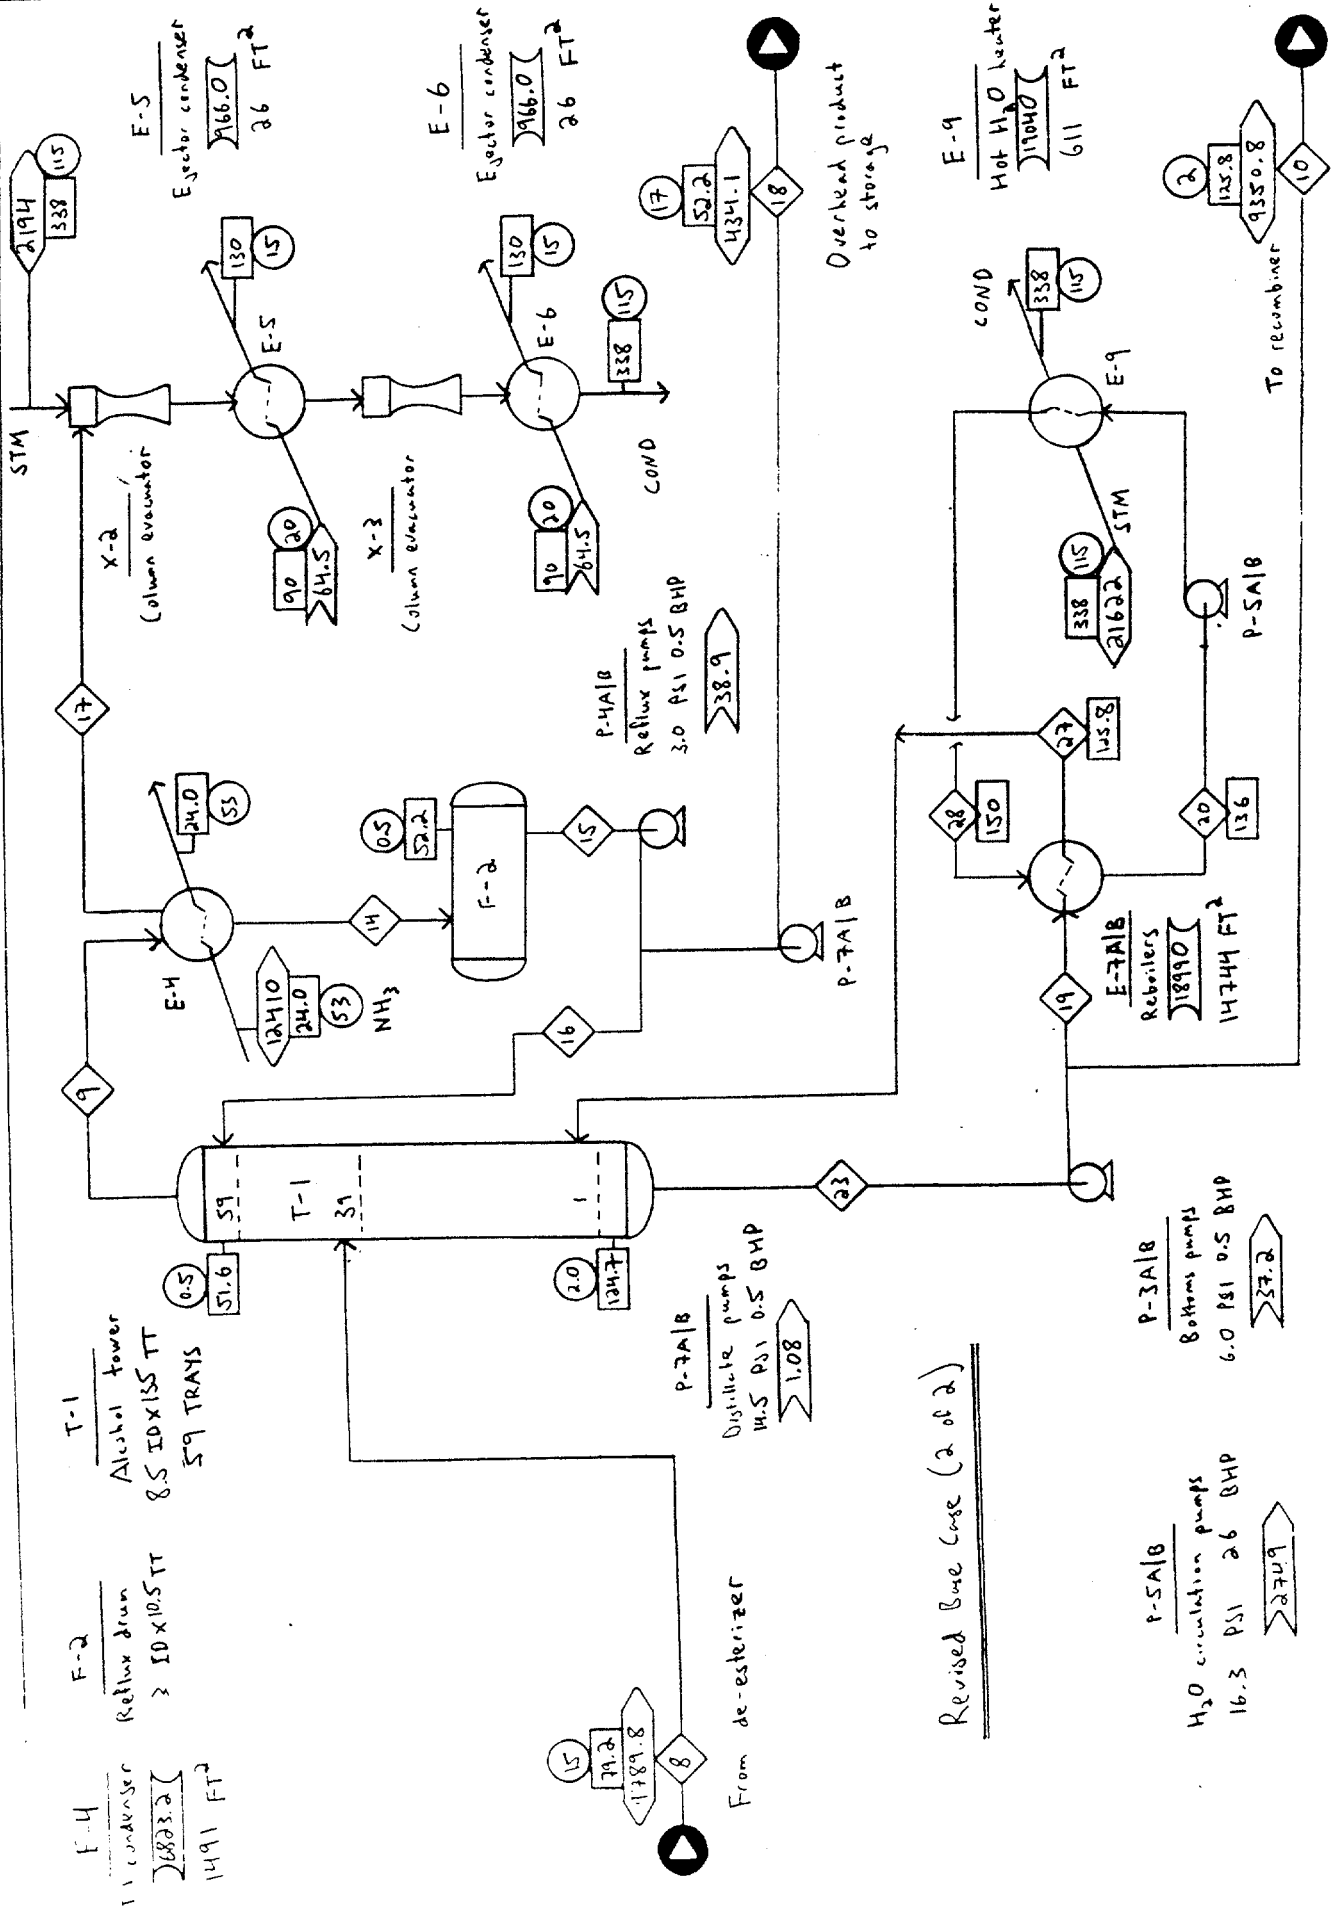 E-4
T-1 condenser
6823.2
1491 FT²
F-2
Reflux drum
3 ID x 10.5 TT
T-1
Alcohol tower
8.5 ID x 135 TT
59 TRAYS
X-2
Column evacuator
X-3
Column evacuator
E-5
Ejector condenser
966.0
26 FT²
E-6
Ejector condenser
966.0
26 FT²
STM
2194
338
115
17
9
E-4
24.0
53
12410
24.0
53
NH₃
E-5
130
15
90
20
64.5
E-6
130
15
90
20
64.5
338
115
COND
14
F-2
0.5
52.2
15
16
P-4A|B
Reflux pumps
3.0 PSI 0.5 BHP
38.9
P-7A|B
17
52.2
434.1
18
Overhead product
to storage
0.5
51.6
59
T-1
39
1
2.0
124.7
15
79.2
1789.8
8
From de-esterizer
P-7A|B
Distillate pumps
14.5 PSI 0.5 BHP
1.08
23
19
E-7A|B
Reboilers
18990
14744 FT²
27
125.8
28
150
20
136
P-5A|B
338
115
21622
STM
E-9
COND
338
115
E-9
Hot H₂O heater
19040
611 FT²
2
125.8
9350.8
10
To recombiner
P-3A|B
Bottoms pumps
6.0 PSI 0.5 BHP
37.2
P-5A|B
H₂O circulation pumps
16.3 PSI 26 BHP
2749
Revised Base Case (2 of 2)